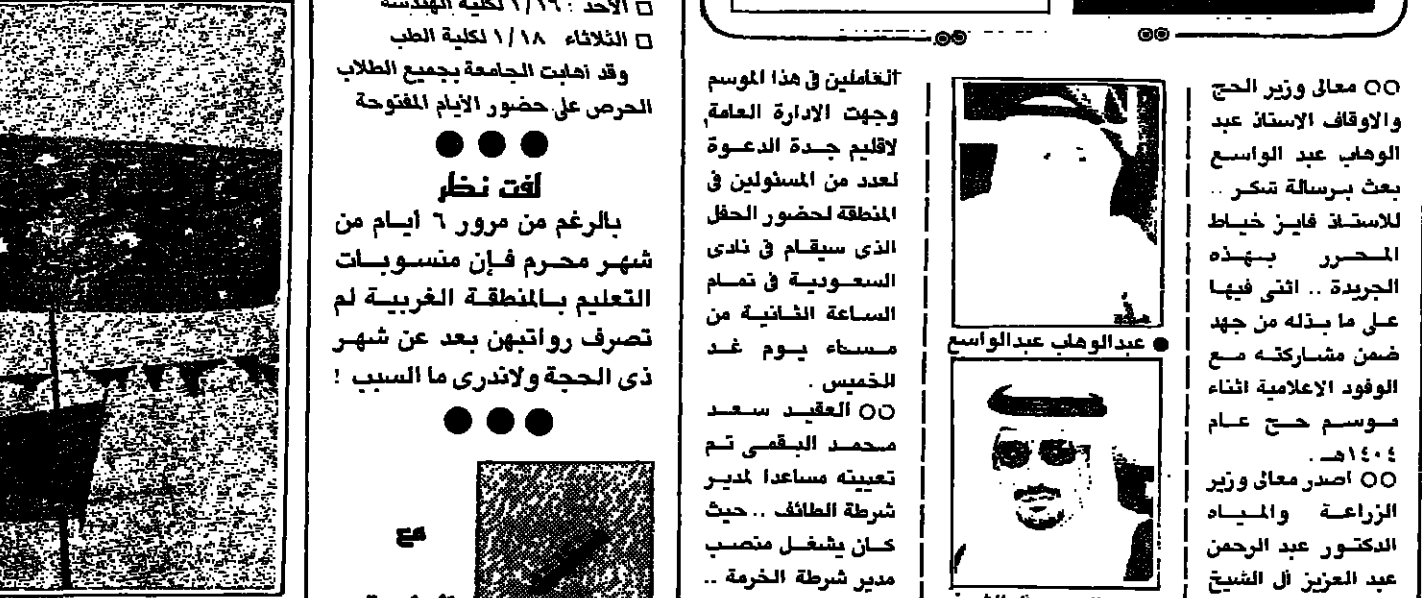 ○○ معالى وزير الحج
والاوقاف الاستاذ عبد
الوهاب عبد الواسع
بعث برسالة شكر ..
للاستاذ فايز خياط
المحرر بهذه
الجريدة .. اثنى فيها
على ما بذله من جهد
ضمن مشاركته مع
الوفود الاعلامية اثناء
موسم حج عام
١٤٠٤هـ .
○○ اصدر معالى وزير
الزراعة والمياه
الدكتور عبد الرحمن
عبد العزيز آل الشيخ
● عبدالوهاب عبدالواسع
العاملين فى هذا الموسم
وجهت الادارة العامة
لاقليم جدة الدعوة
لعدد من المسئولين فى
المنطقة لحضور الحفل
الذى سيقام فى نادى
السعودية فى تمام
الساعة الثانية من
مساء يوم غد
الخميس .
○○ العقيد سعد
محمد البقمى تم
تعيينه مساعدا لمدير
شرطة الطائف .. حيث
كان يشغل منصب
مدير شرطة الخرمة ..
□ الاحد : ١/١٦ لكلية الهندسة
□ الثلاثاء ١/١٨ لكلية الطب
وقد أهابت الجامعة بجميع الطلاب
الحرص على حضور الأيام المفتوحة
لفت نظر
بالرغم من مرور ٦ أيام من
شهر محرم فإن منسوبات
التعليم بالمنطقة الغربية لم
تصرف رواتبهن بعد عن شهر
ذى الحجة ولاندرى ما السبب !
مع